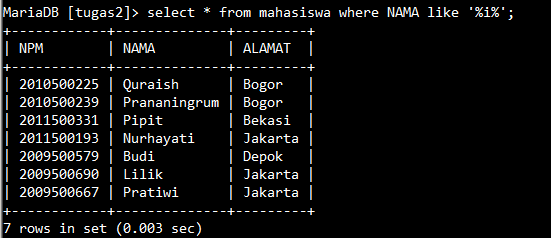 MariaDB [tugas2]> select * from mahasiswa where NAMA like '%i%';
+------------+--------------+---------+
| NPM        | NAMA         | ALAMAT  |
+------------+--------------+---------+
| 2010500225 | Quraish      | Bogor   |
| 2010500239 | Prananingrum | Bogor   |
| 2011500331 | Pipit        | Bekasi  |
| 2011500193 | Nurhayati    | Jakarta |
| 2009500579 | Budi         | Depok   |
| 2009500690 | Lilik        | Jakarta |
| 2009500667 | Pratiwi      | Jakarta |
+------------+--------------+---------+
7 rows in set (0.003 sec)